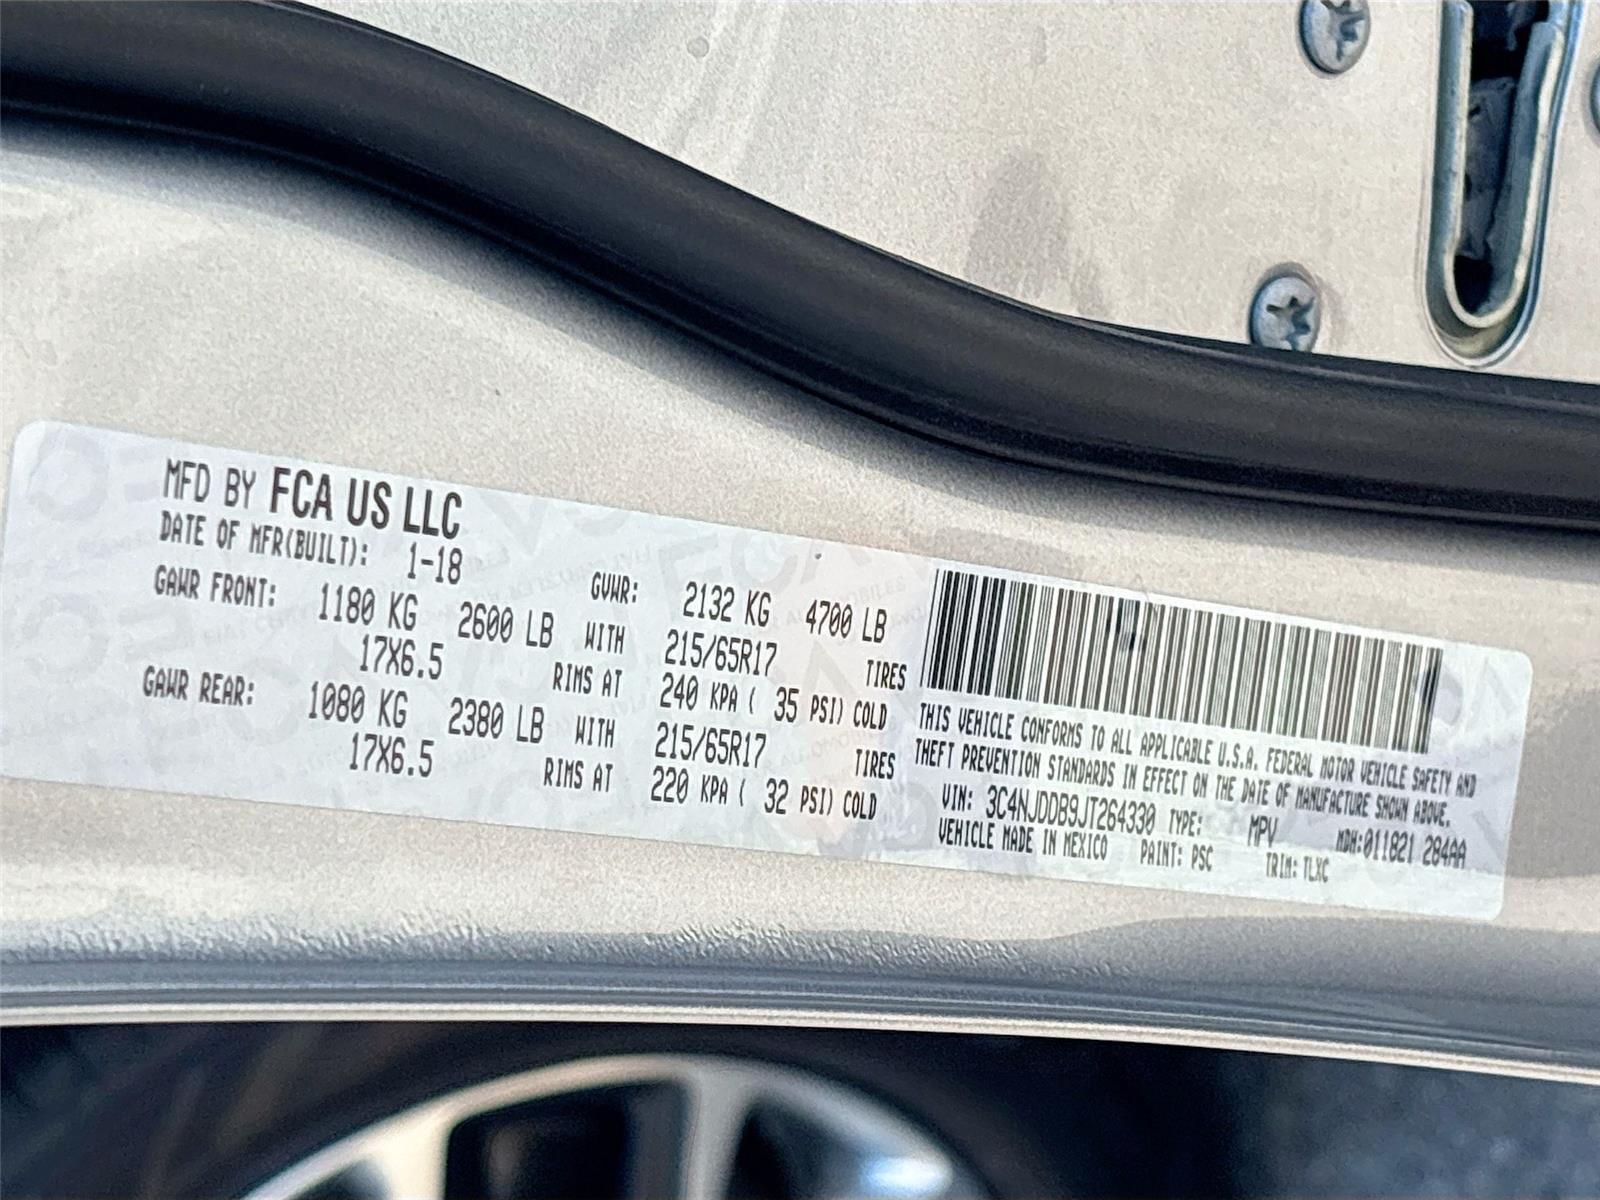 MFD BY FCA US LLC
DATE OF MFR(BUILT): 1-18 GVWR: 2132 KG 4700 LB
GAWR FRONT: 1180 KG 2600 LB WITH 215/65R17 TIRES
17X6.5 RIMS AT 240 KPA ( 35 PSI) COLD
GAWR REAR: 1080 KG 2380 LB WITH 215/65R17 TIRES
17X6.5 RIMS AT 220 KPA ( 32 PSI) COLD
THIS VEHICLE CONFORMS TO ALL APPLICABLE U.S.A. FEDERAL MOTOR VEHICLE SAFETY AND
THEFT PREVENTION STANDARDS IN EFFECT ON THE DATE OF MANUFACTURE SHOWN ABOVE.
VIN: 3C4NJDDB9JT264330 TYPE: MPV MDH:011821 284AA
VEHICLE MADE IN MEXICO PAINT: PSC TRIM: TLXC